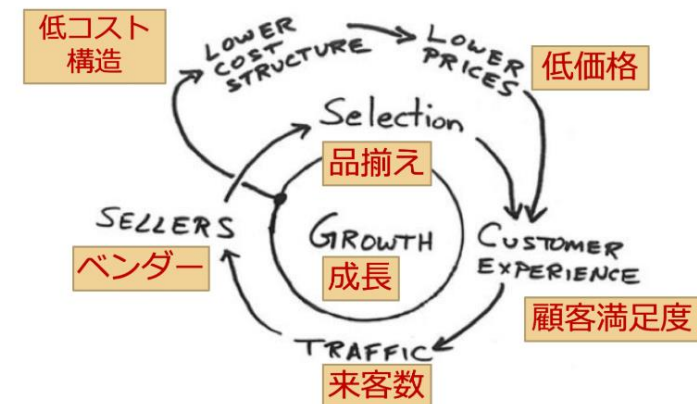 低コスト
構造
LOWER
COST
STRUCTURE
LOWER
PRICES
低価格
Selection
品揃え
SELLERS
ベンダー
GROWTH
成長
CUSTOMER
EXPERIENCE
顧客満足度
TRAFFIC
来客数